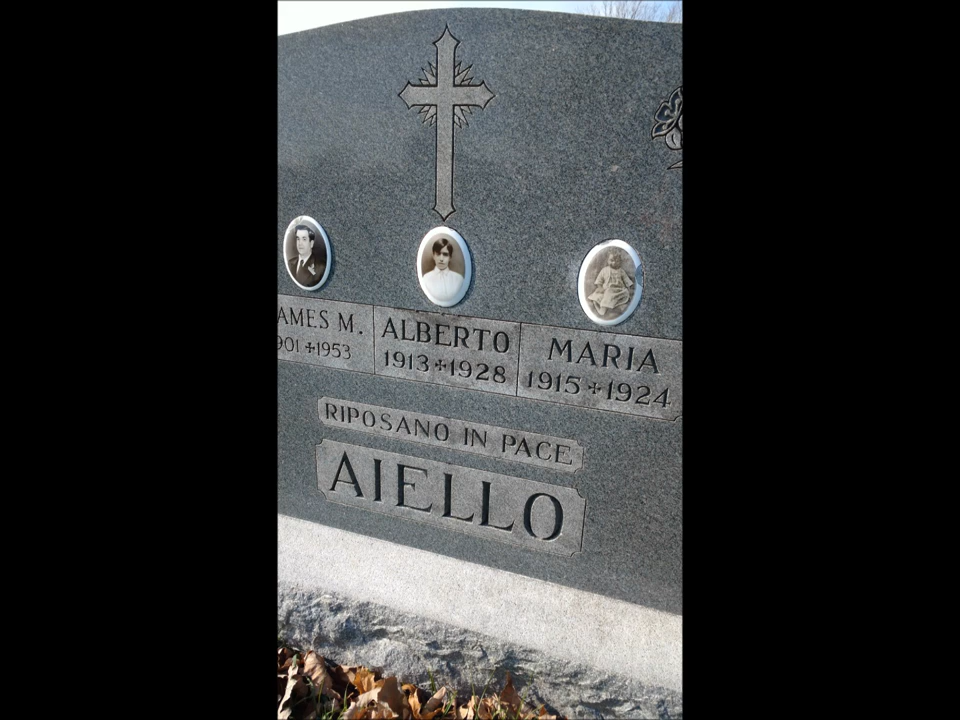 AMES M.
901 ✝ 1953
ALBERTO
1913 ✝ 1928
MARIA
1915 ✝ 1924
RIPOSANO IN PACE
AIELLO